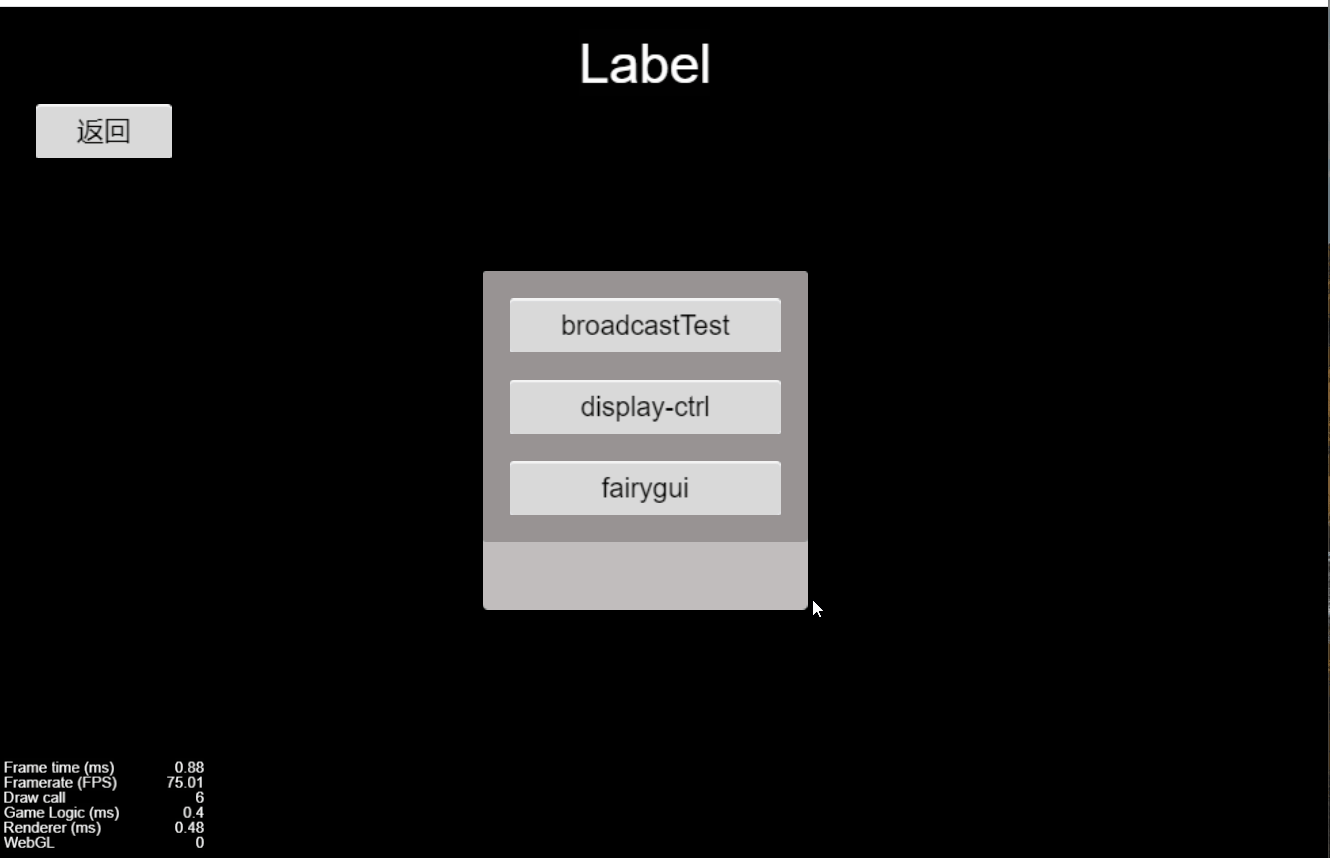 Label
返回
broadcastTest
display-ctrl
fairygui
Frame time (ms) 0.88
Framerate (FPS) 75.01
Draw call 6
Game Logic (ms) 0.4
Renderer (ms) 0.48
WebGL 0